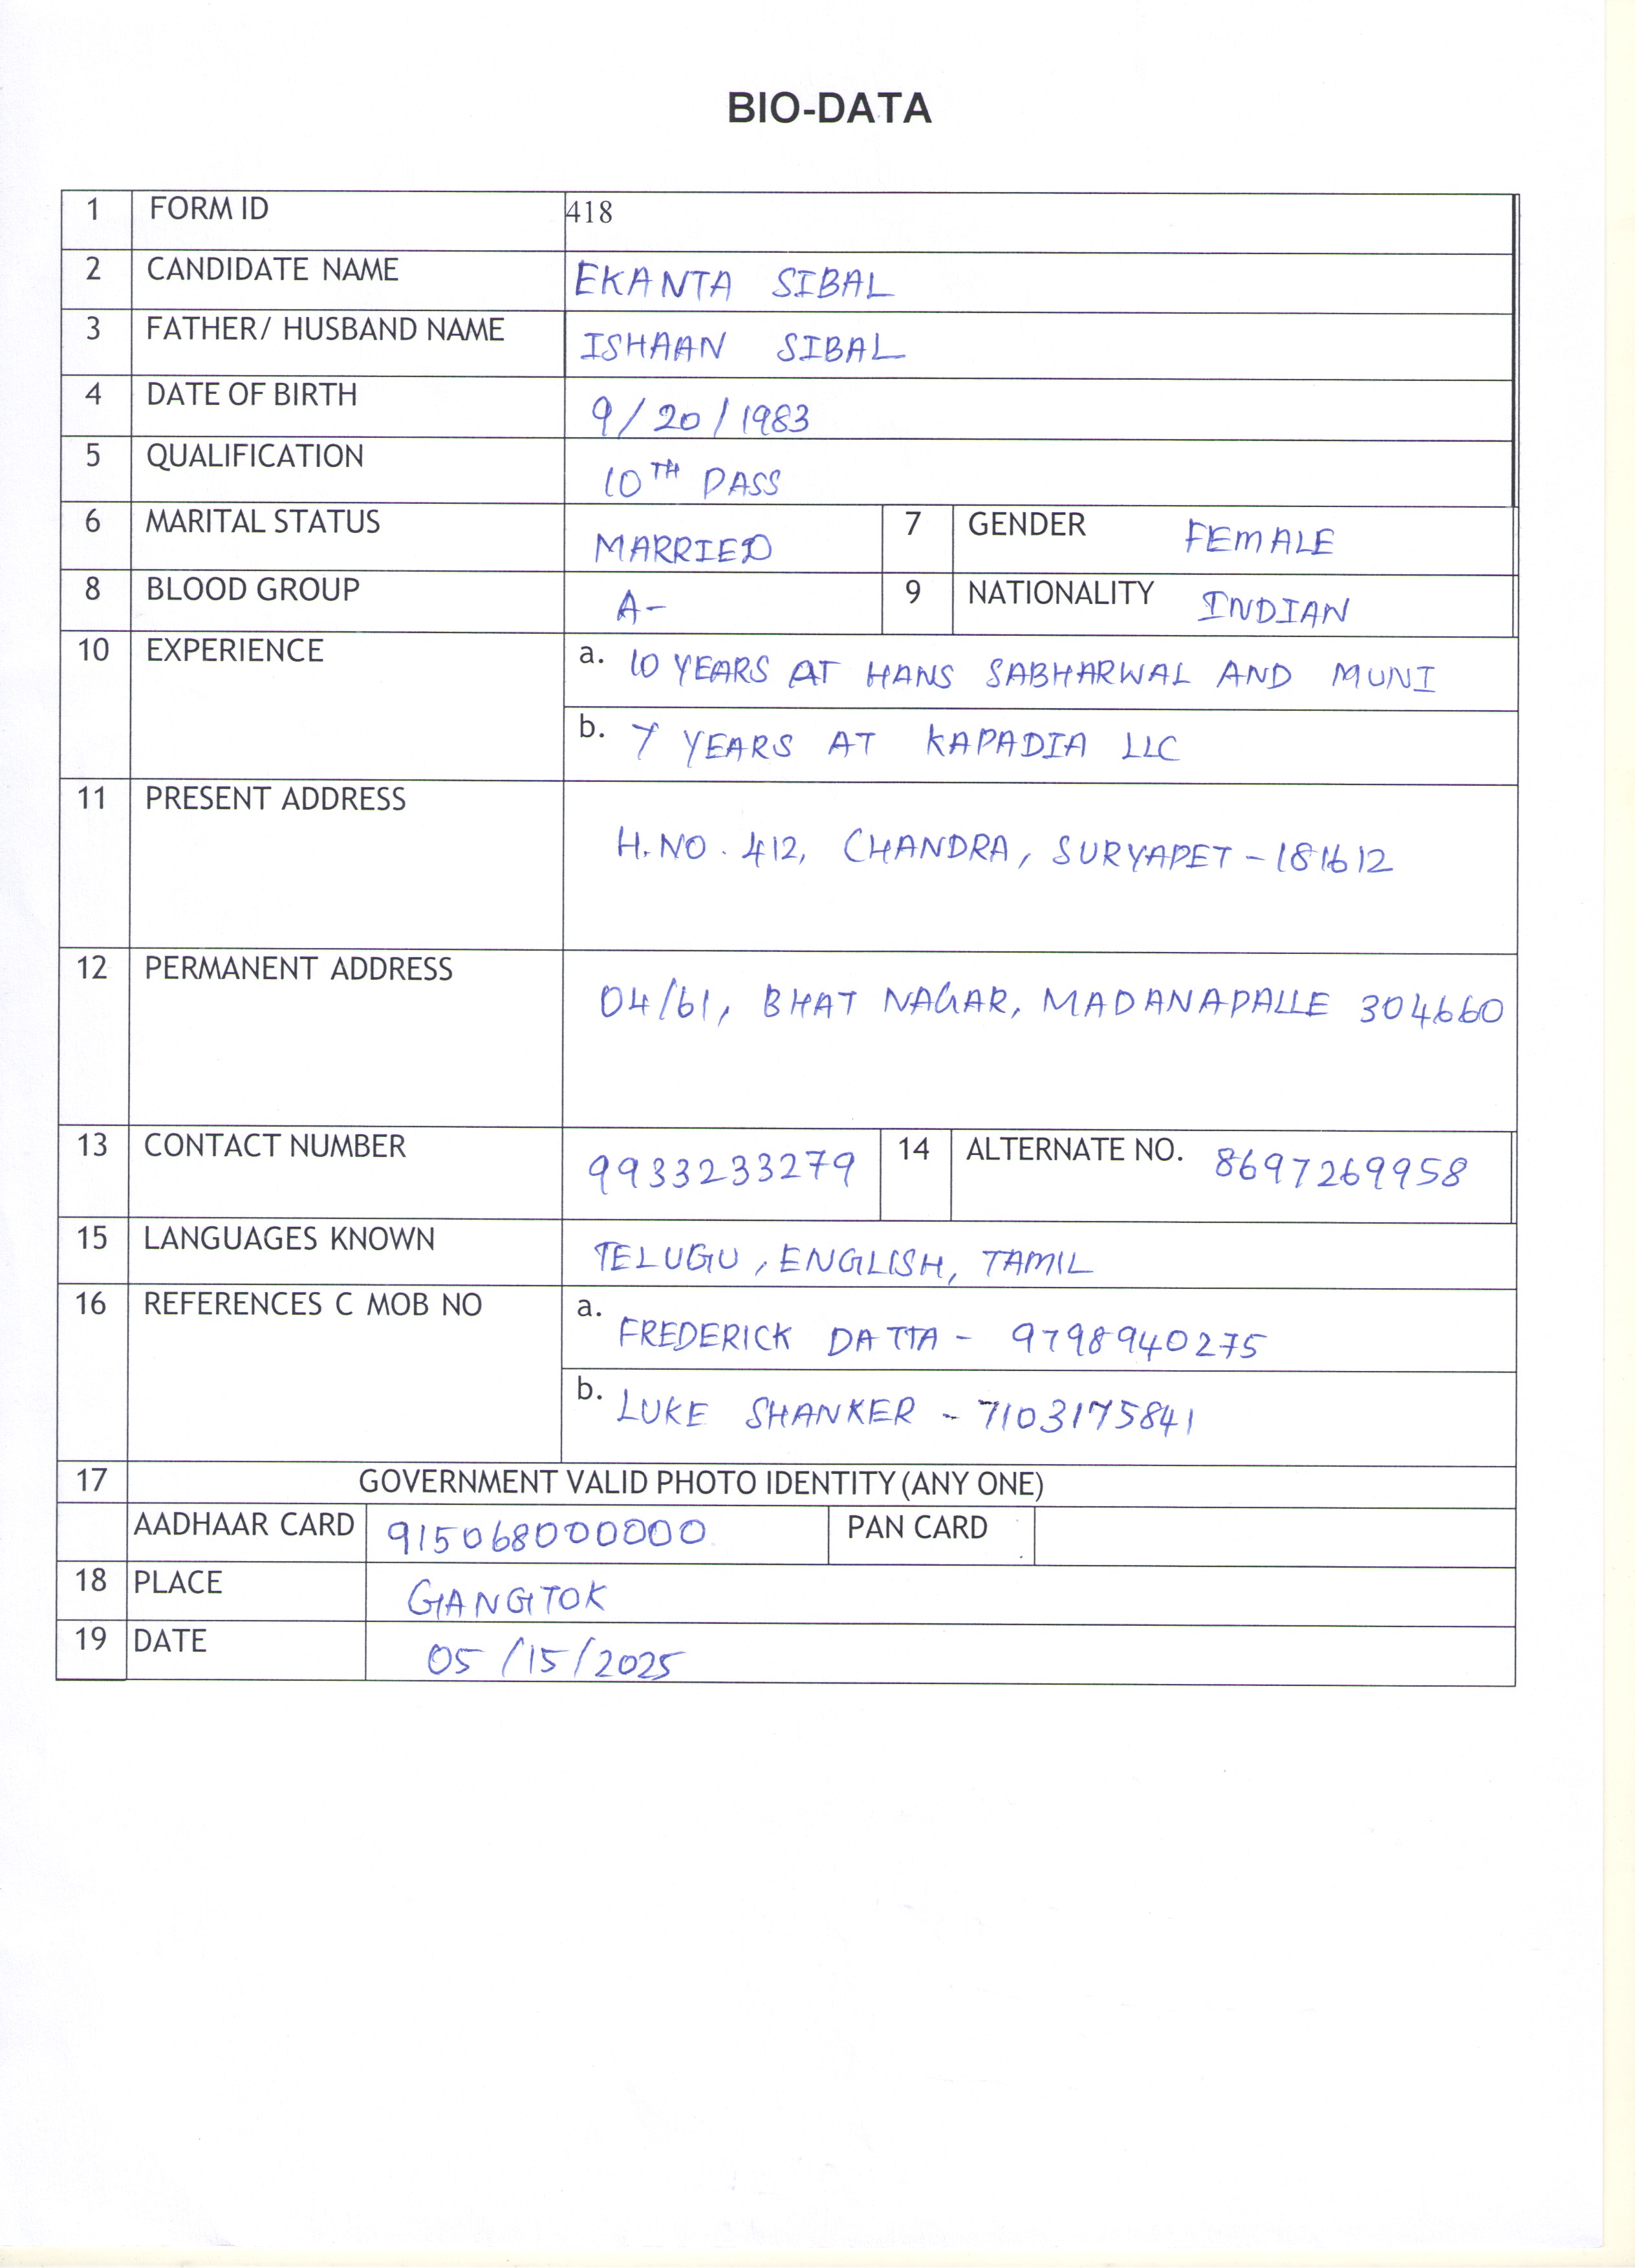 BIO-DATA
1 FORM ID 418
2 CANDIDATE NAME EKANTA SIBAL
3 FATHER/ HUSBAND NAME ISHAAN SIBAL
4 DATE OF BIRTH 9/20/1983
5 QUALIFICATION 10TH PASS
6 MARITAL STATUS MARRIED 7 GENDER FEMALE
8 BLOOD GROUP A- 9 NATIONALITY INDIAN
10 EXPERIENCE a. 10 YEARS AT HANS SABHARWAL AND MUNI
b. 7 YEARS AT KAPADIA LLC
11 PRESENT ADDRESS
H.NO. 412, CHANDRA, SURYAPET - 181612
12 PERMANENT ADDRESS
04/61, BHAT NAGAR, MADANAPALLE 304660
13 CONTACT NUMBER 9933233279 14 ALTERNATE NO. 8697269958
15 LANGUAGES KNOWN TELUGU, ENGLISH, TAMIL
16 REFERENCES C MOB NO a. FREDERICK DATTA - 9798940275
b. LUKE SHANKER - 7103175841
17 GOVERNMENT VALID PHOTO IDENTITY (ANY ONE)
AADHAAR CARD 915068000000 PAN CARD
18 PLACE GANGTOK
19 DATE 05/15/2025